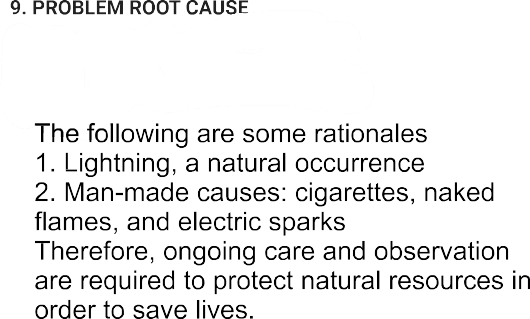 9. PROBLEM ROOT CAUSE
The following are some rationales
1. Lightning, a natural occurrence
2. Man-made causes: cigarettes, naked
flames, and electric sparks
Therefore, ongoing care and observation
are required to protect natural resources in
order to save lives.